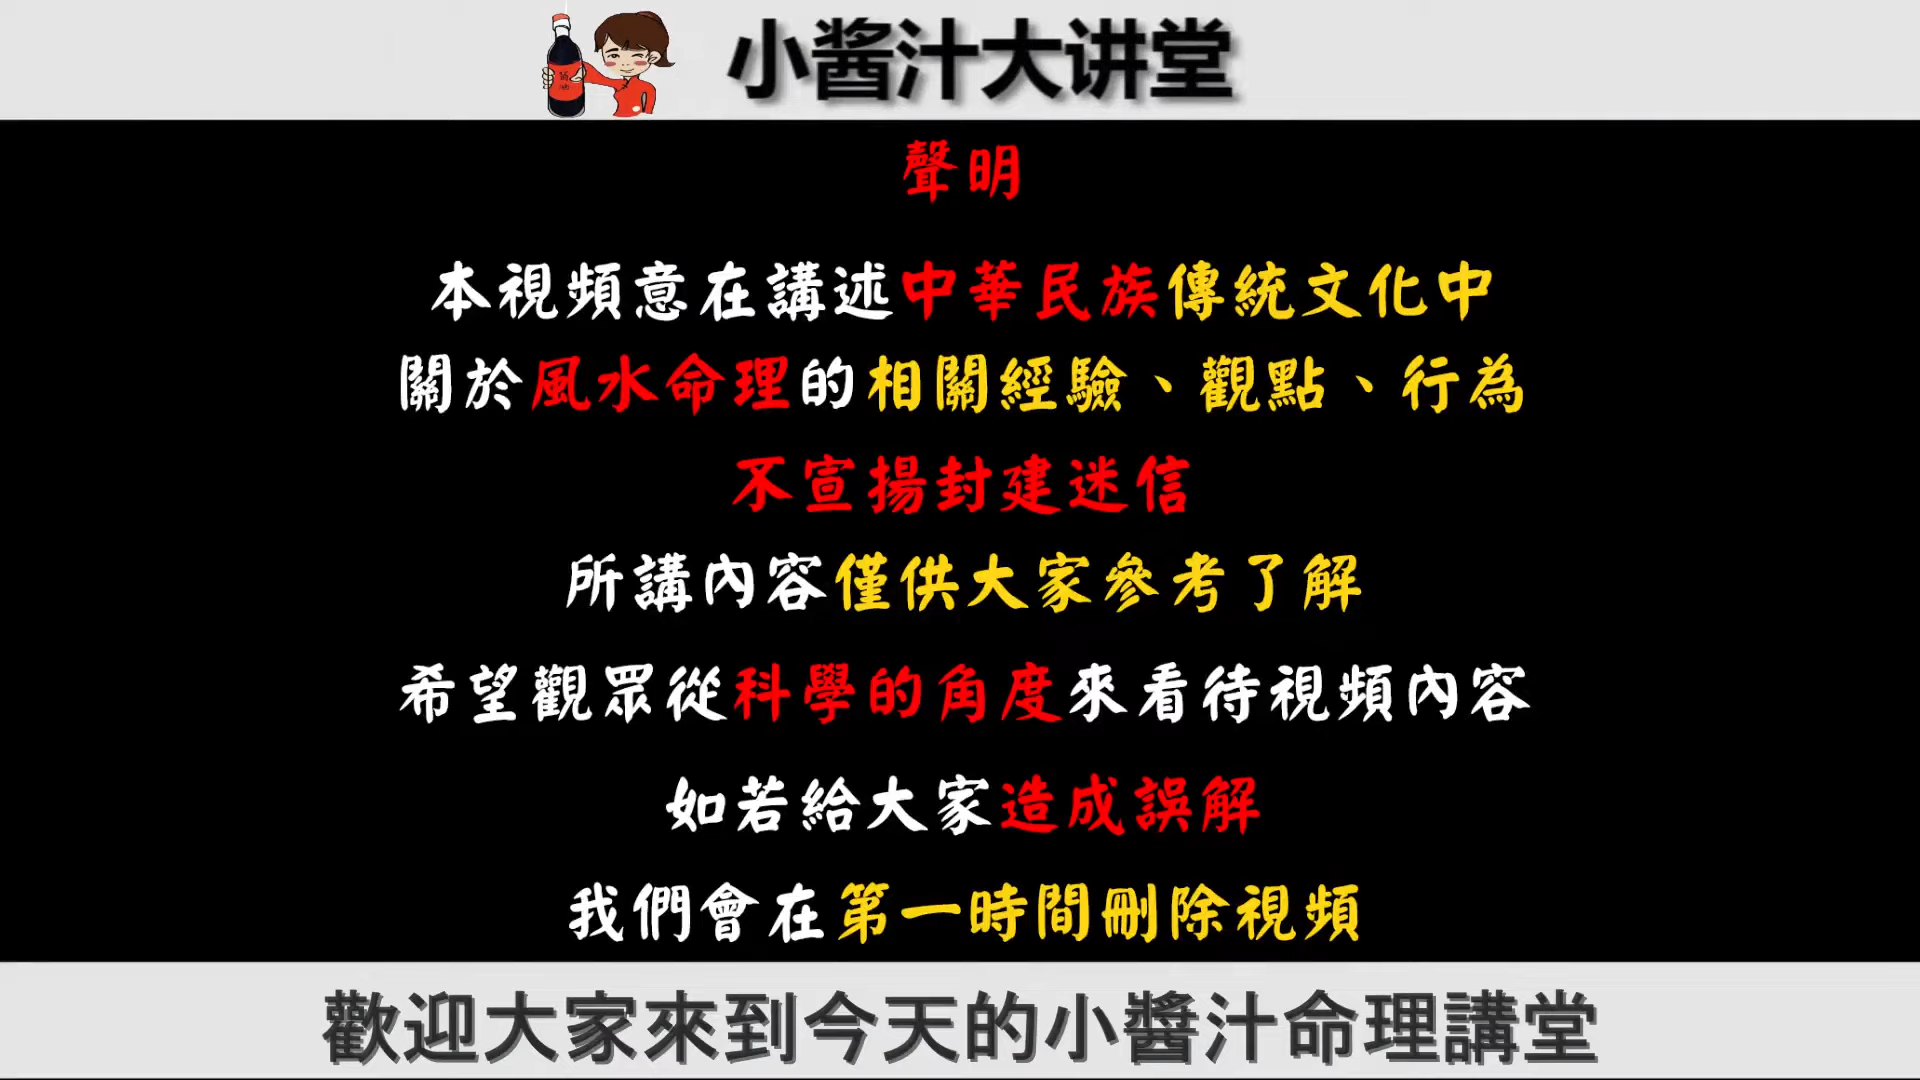 小酱汁大讲堂
聲明
本視頻意在講述中華民族傳統文化中
關於風水命理的相關經驗、觀點、行為
不宣揚封建迷信
所講內容僅供大家參考了解
希望觀眾從科學的角度來看待視頻內容
如若給大家造成誤解
我們會在第一時間刪除視頻
歡迎大家來到今天的小醬汁命理講堂